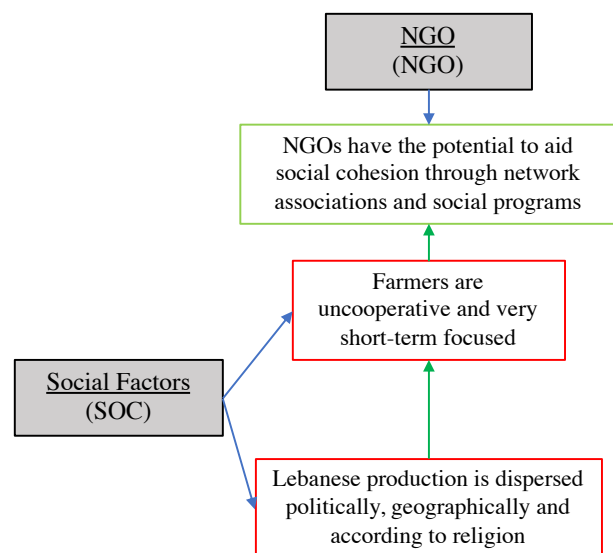 NGO
(NGO)
NGOs have the potential to aid
social cohesion through network
associations and social programs
Farmers are
uncooperative and very
short-term focused
Social Factors
(SOC)
Lebanese production is dispersed
politically, geographically and
according to religion